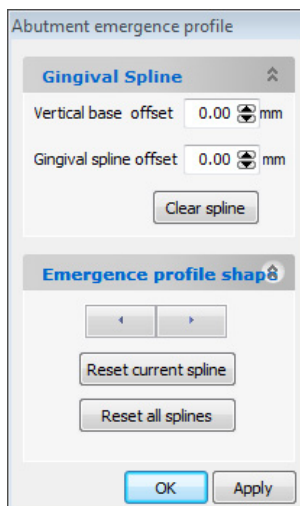 Abutment emergence profile
Gingival Spline
Vertical base offset 0.00 mm
Gingival spline offset 0.00 mm
Clear spline
Emergence profile shape
Reset current spline
Reset all splines
OK Apply